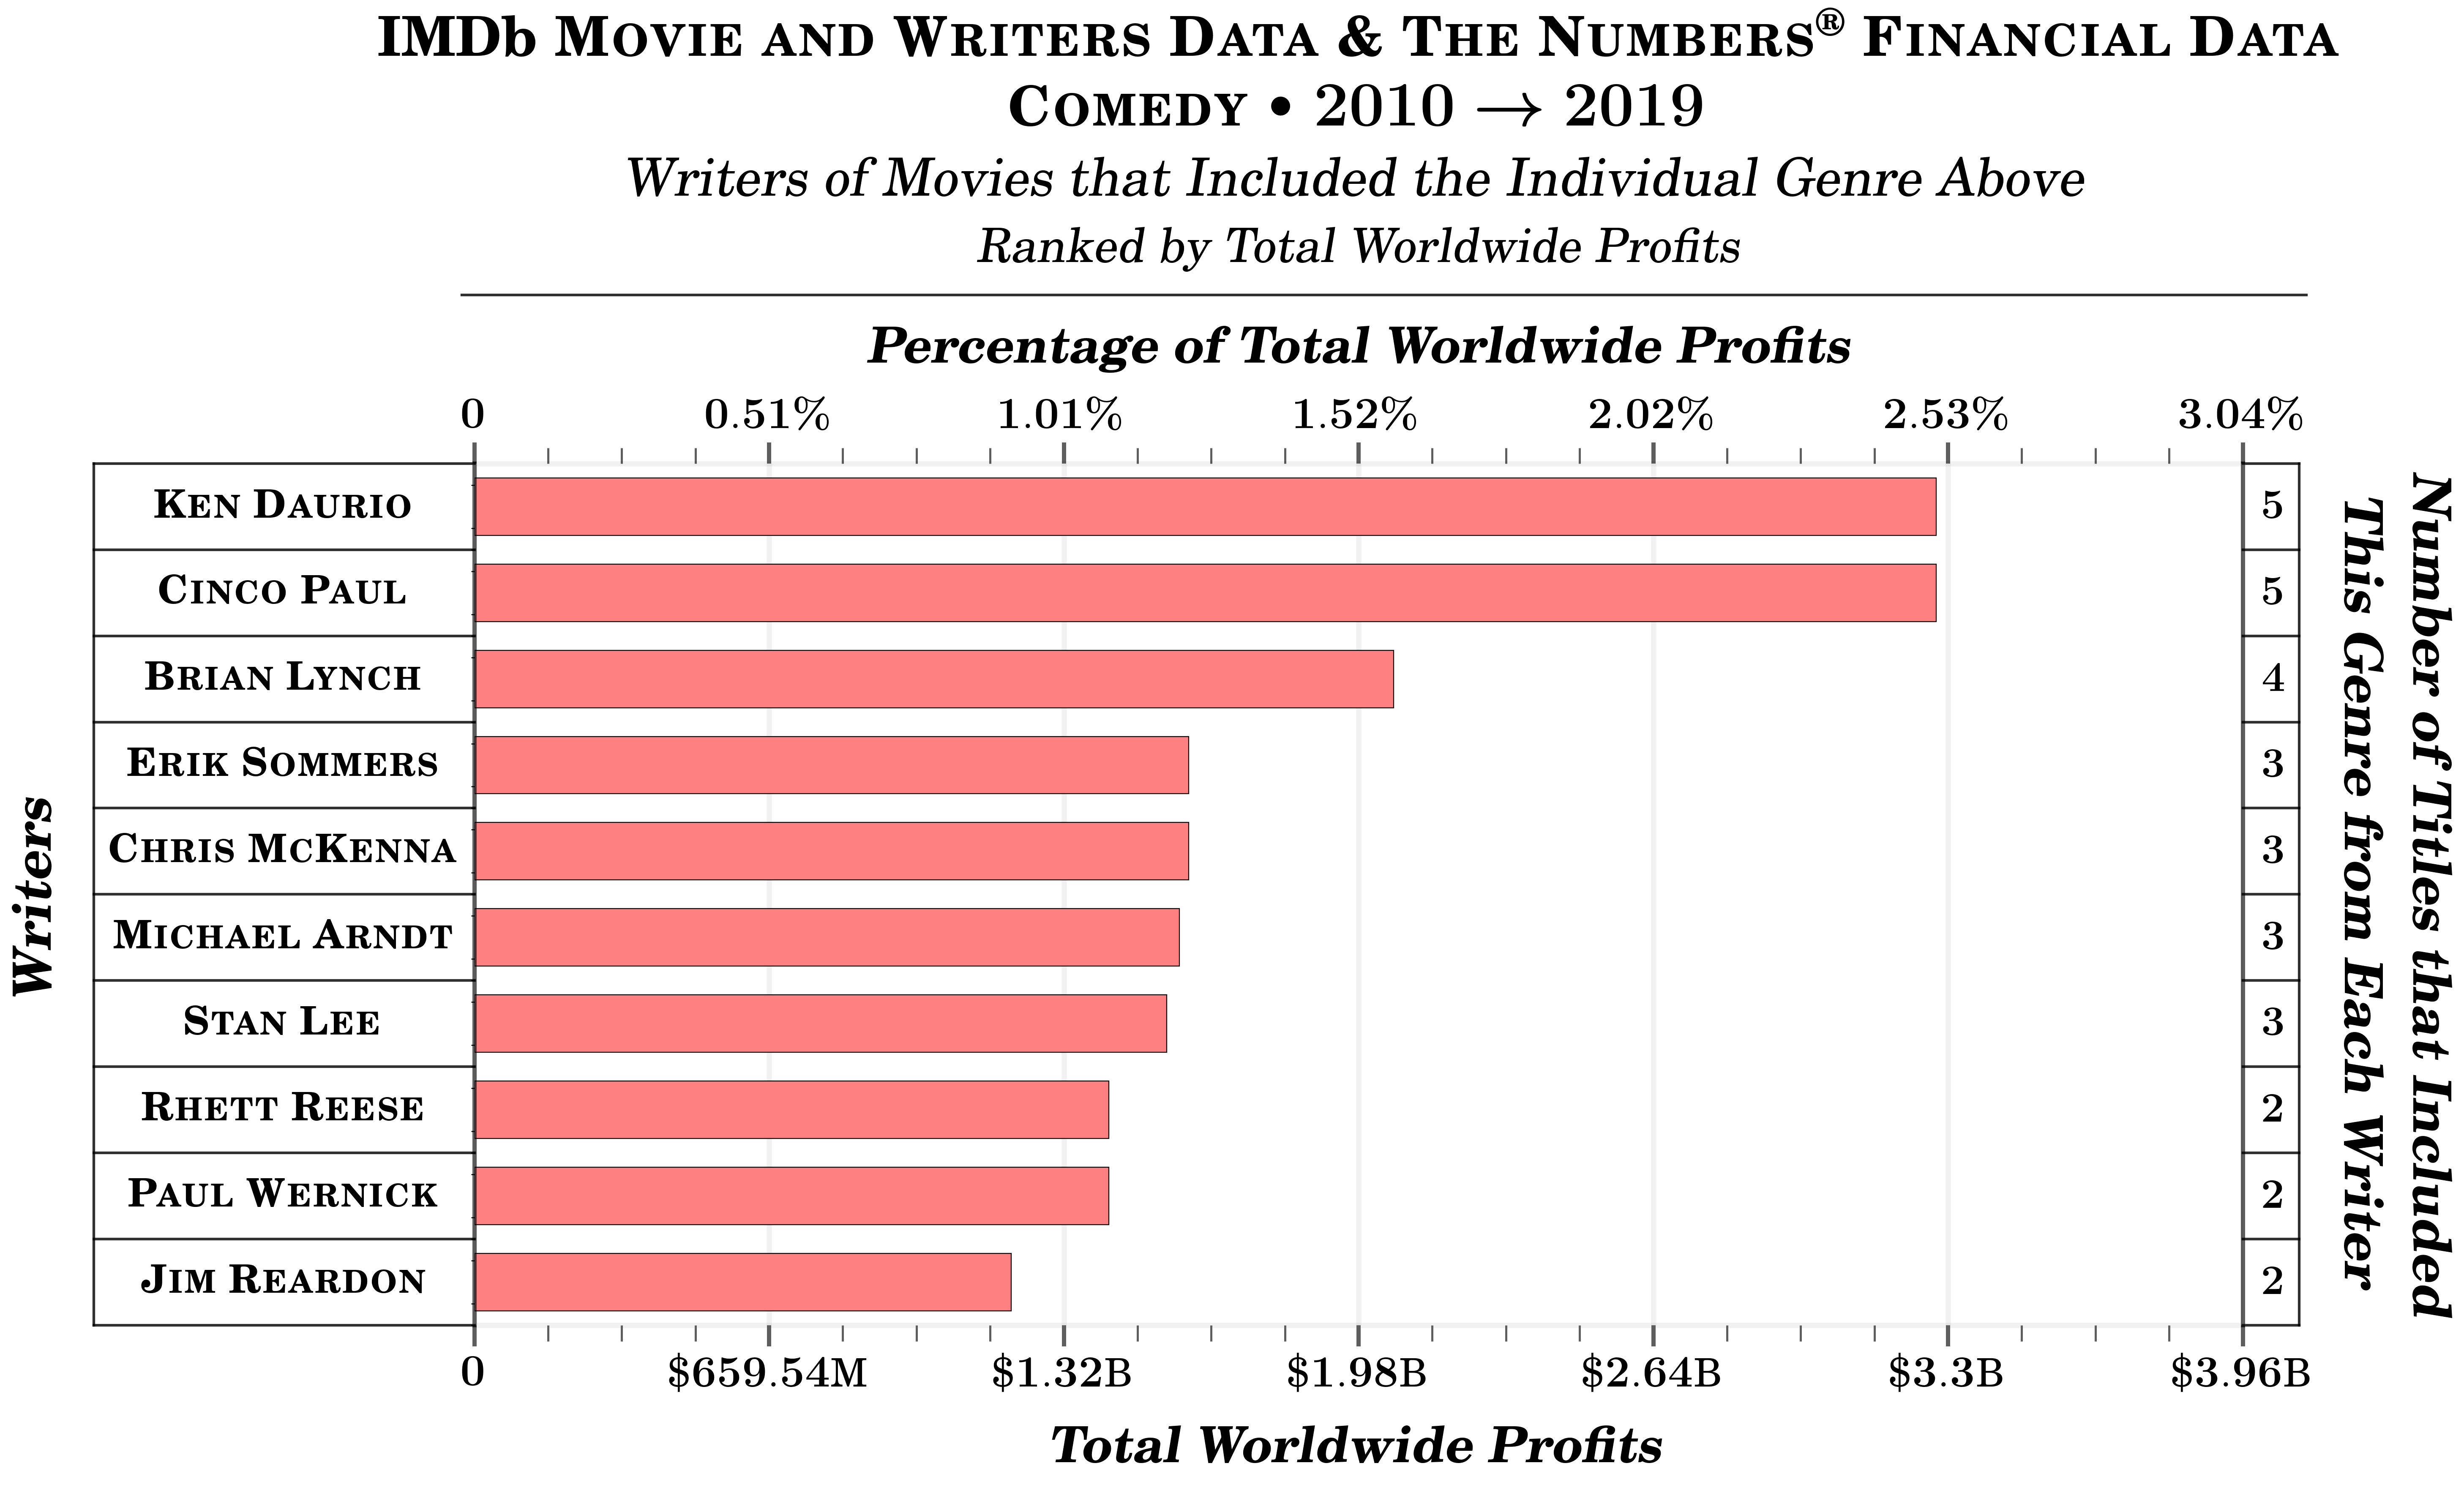 IMDb Movie and Writers Data & The Numbers® Financial Data
Comedy • 2010 → 2019
Writers of Movies that Included the Individual Genre Above
Ranked by Total Worldwide Profits
Percentage of Total Worldwide Profits
0 0.51% 1.01% 1.52% 2.02% 2.53% 3.04%
Ken Daurio 5
Cinco Paul 5
Brian Lynch 4
Erik Sommers 3
Chris McKenna 3
Michael Arndt 3
Stan Lee 3
Rhett Reese 2
Paul Wernick 2
Jim Reardon 2
Writers
Number of Titles that Included
This Genre from Each Writer
0 $659.54M $1.32B $1.98B $2.64B $3.3B $3.96B
Total Worldwide Profits